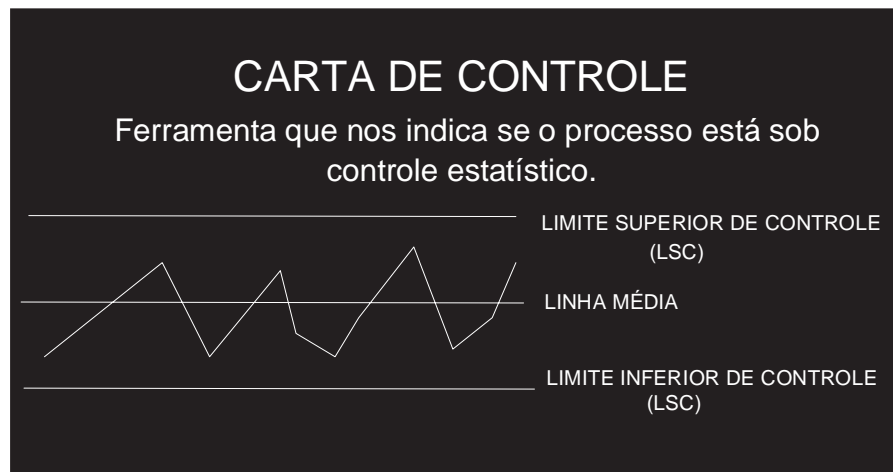 CARTA DE CONTROLE
Ferramenta que nos indica se o processo está sob
controle estatístico.
LIMITE SUPERIOR DE CONTROLE
(LSC)
LINHA MÉDIA
LIMITE INFERIOR DE CONTROLE
(LSC)